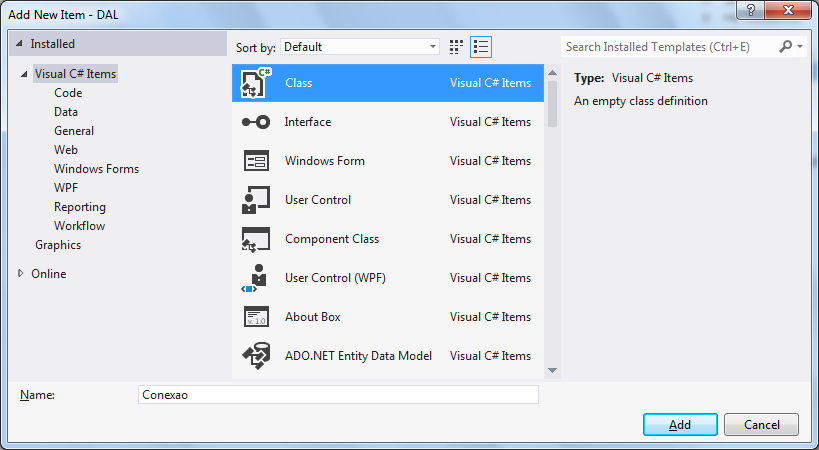 Add New Item - DAL
Installed
Sort by: Default
Search Installed Templates (Ctrl+E)
Visual C# Items
Code
Data
General
Web
Windows Forms
WPF
Reporting
Workflow
Graphics
Online
C#
Class Visual C# Items
Interface Visual C# Items
Windows Form Visual C# Items
User Control Visual C# Items
Component Class Visual C# Items
User Control (WPF) Visual C# Items
v. 1.0
About Box Visual C# Items
ADO.NET Entity Data Model Visual C# Items
Type: Visual C# Items
An empty class definition
Name: Conexao
Add Cancel